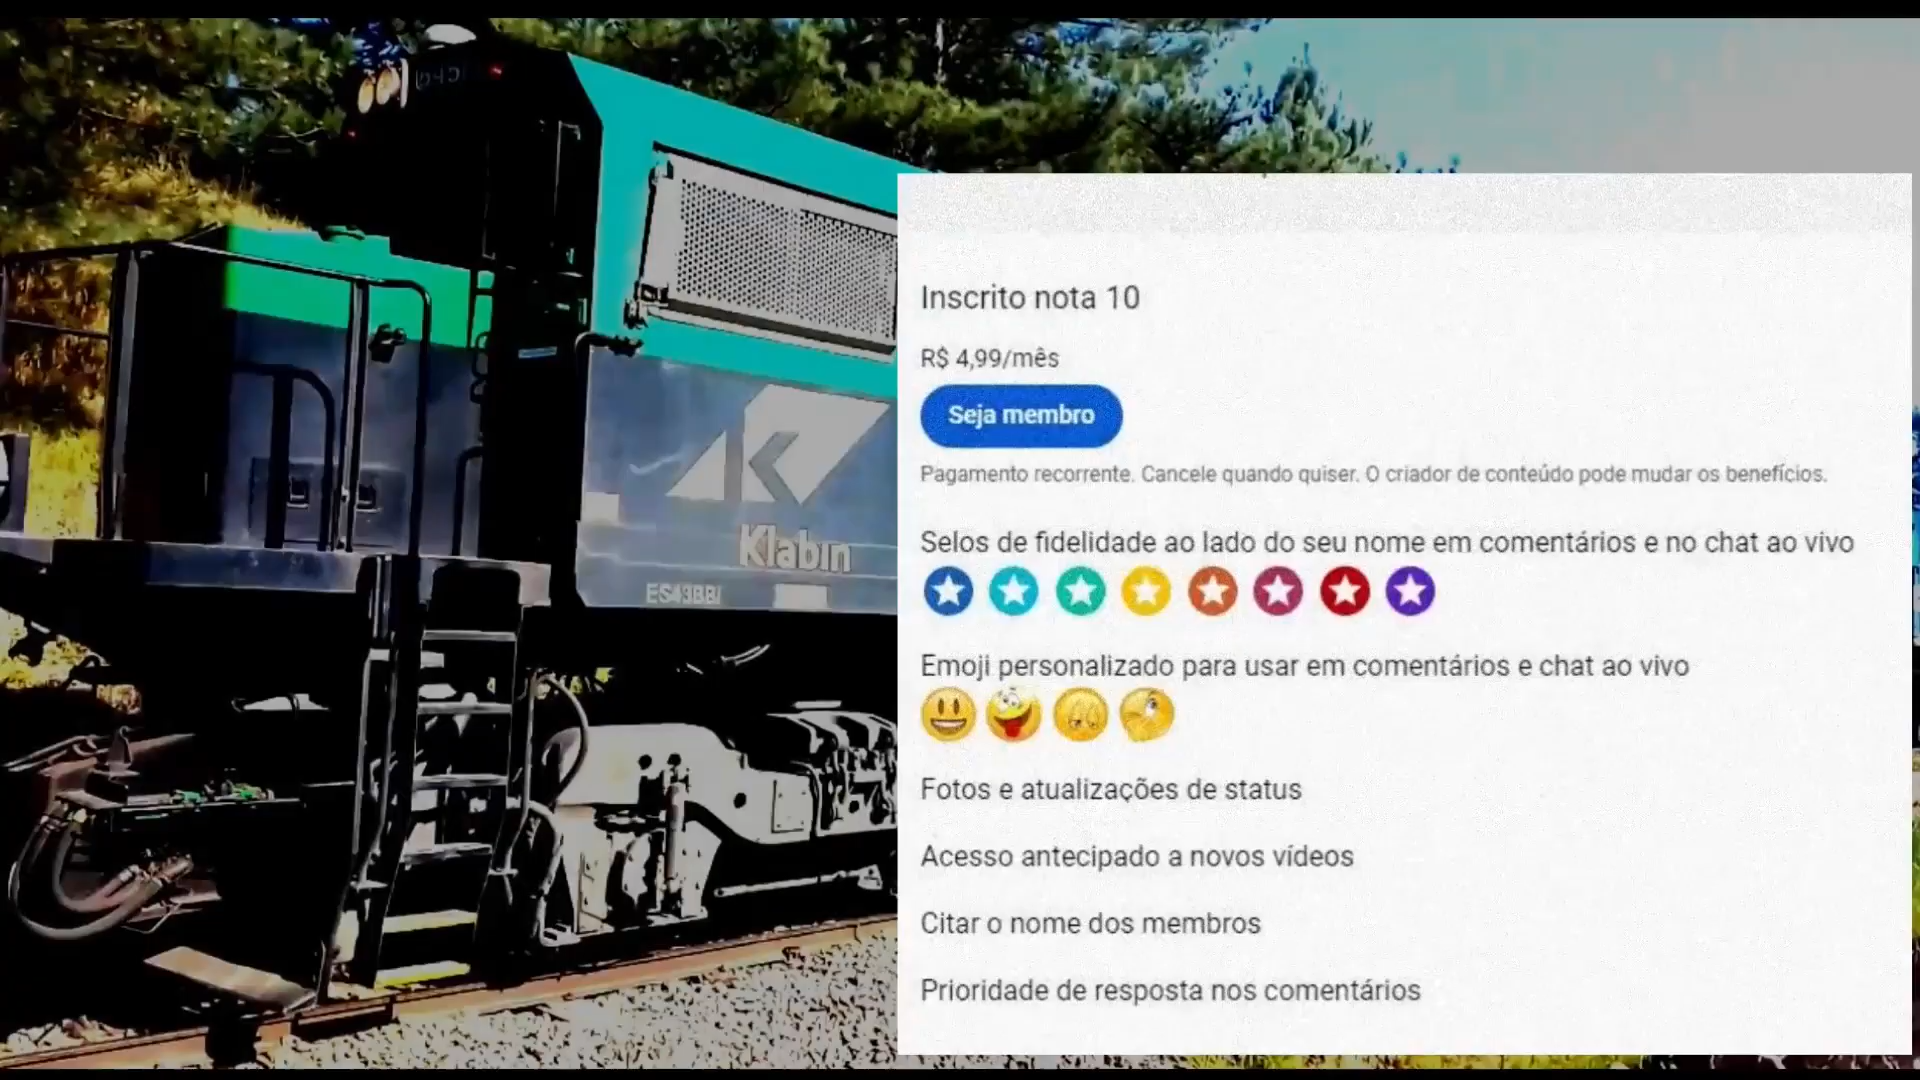 Klabin
ES43BBi
Inscrito nota 10
R$ 4,99/mês
Seja membro
Pagamento recorrente. Cancele quando quiser. O criador de conteúdo pode mudar os benefícios.
Selos de fidelidade ao lado do seu nome em comentários e no chat ao vivo
Emoji personalizado para usar em comentários e chat ao vivo
Fotos e atualizações de status
Acesso antecipado a novos vídeos
Citar o nome dos membros
Prioridade de resposta nos comentários